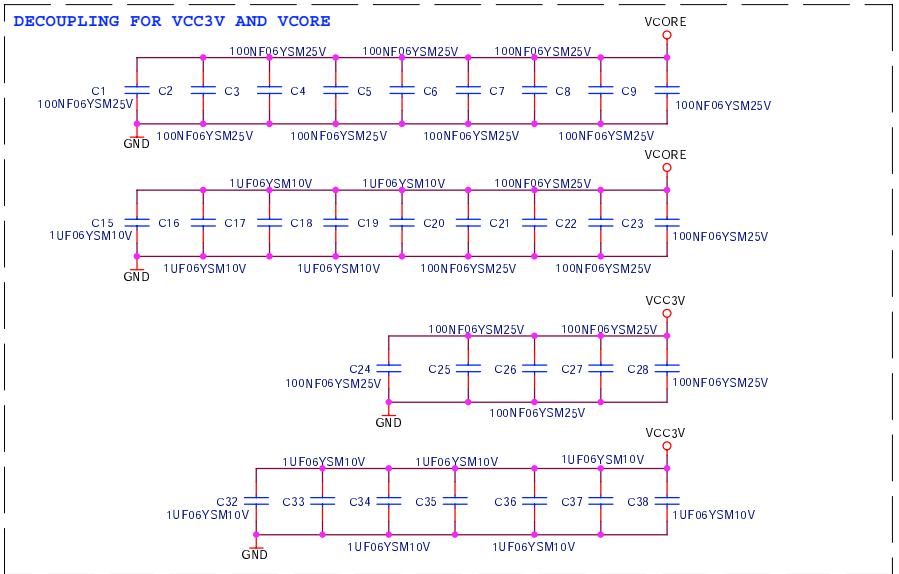 DECOUPLING FOR VCC3V AND VCORE
VCORE
100NF06YSM25V 100NF06YSM25V 100NF06YSM25V
C1 C2 C3 C4 C5 C6 C7 C8 C9
100NF06YSM25V 100NF06YSM25V
100NF06YSM25V 100NF06YSM25V 100NF06YSM25V 100NF06YSM25V
GND
VCORE
1UF06YSM10V 1UF06YSM10V 100NF06YSM25V
C15 C16 C17 C18 C19 C20 C21 C22 C23
1UF06YSM10V 100NF06YSM25V
1UF06YSM10V 1UF06YSM10V 100NF06YSM25V 100NF06YSM25V
GND
VCC3V
100NF06YSM25V 100NF06YSM25V
C24 C25 C26 C27 C28
100NF06YSM25V 100NF06YSM25V
100NF06YSM25V
GND
VCC3V
1UF06YSM10V 1UF06YSM10V 1UF06YSM10V
C32 C33 C34 C35 C36 C37 C38
1UF06YSM10V 1UF06YSM10V
1UF06YSM10V 1UF06YSM10V
GND